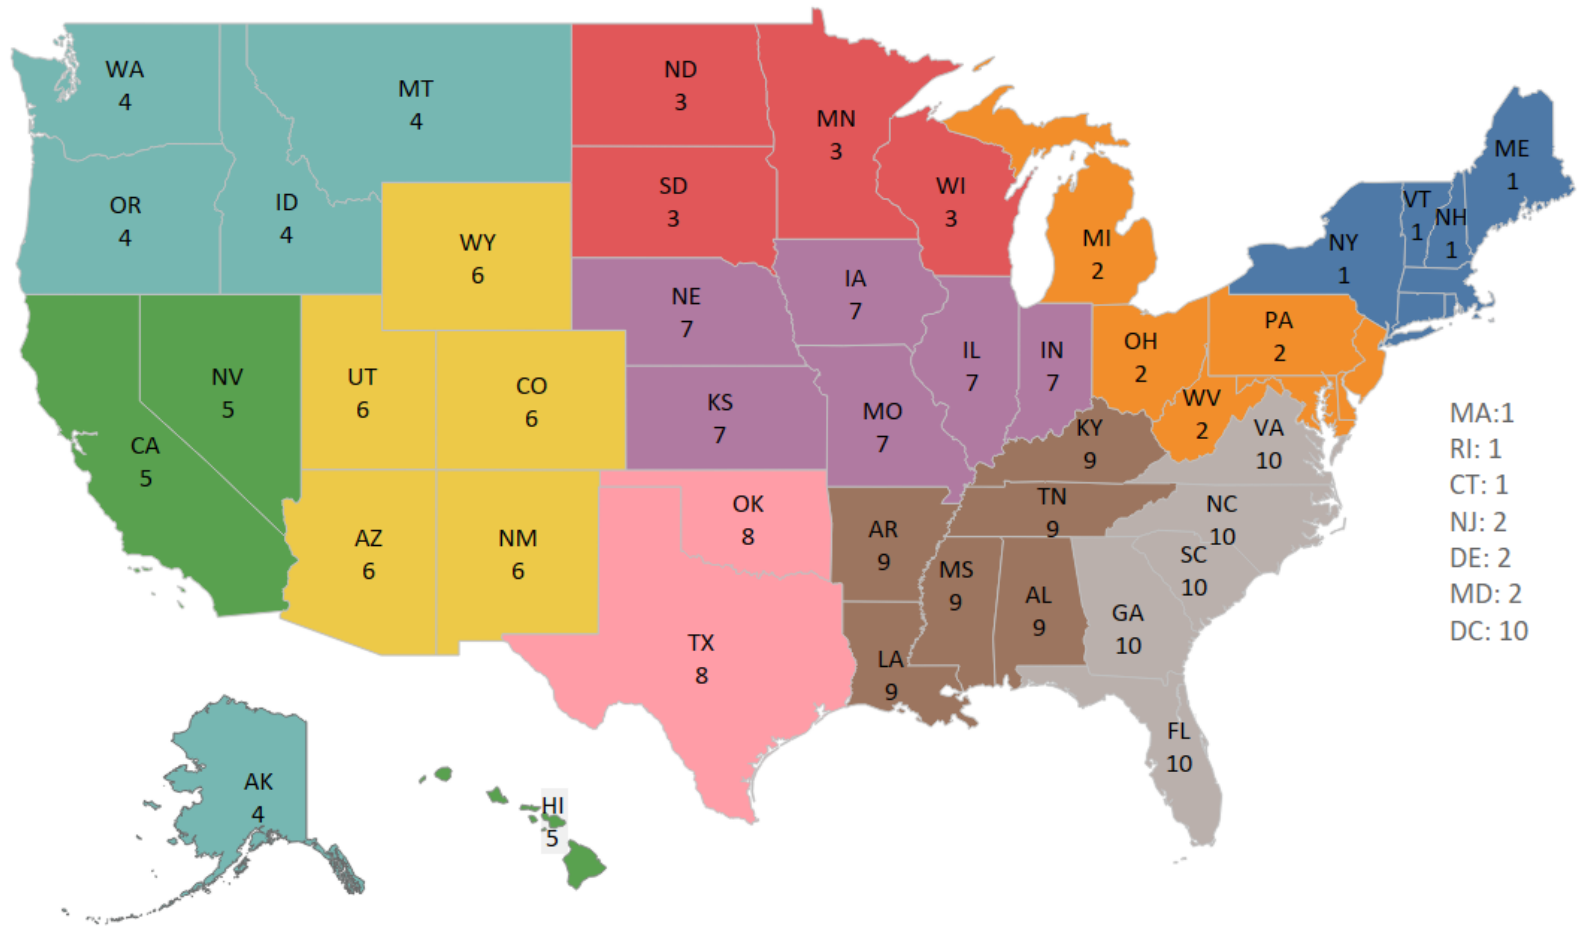 WA
4
MT
4
ND
3
MN
3
ME
1
OR
4
ID
4
SD
3
WI
3
VT
1
NH
1
WY
6
MI
2
NY
1
IA
7
NE
7
PA
2
NV
5
UT
6
CO
6
IL
7
IN
7
OH
2
KS
7
MO
7
WV
2
CA
5
KY
9
VA
10
MA:1
RI: 1
CT: 1
NJ: 2
DE: 2
MD: 2
DC: 10
AZ
6
NM
6
OK
8
AR
9
TN
9
NC
10
MS
9
AL
9
SC
10
GA
10
TX
8
LA
9
FL
10
AK
4
HI
5